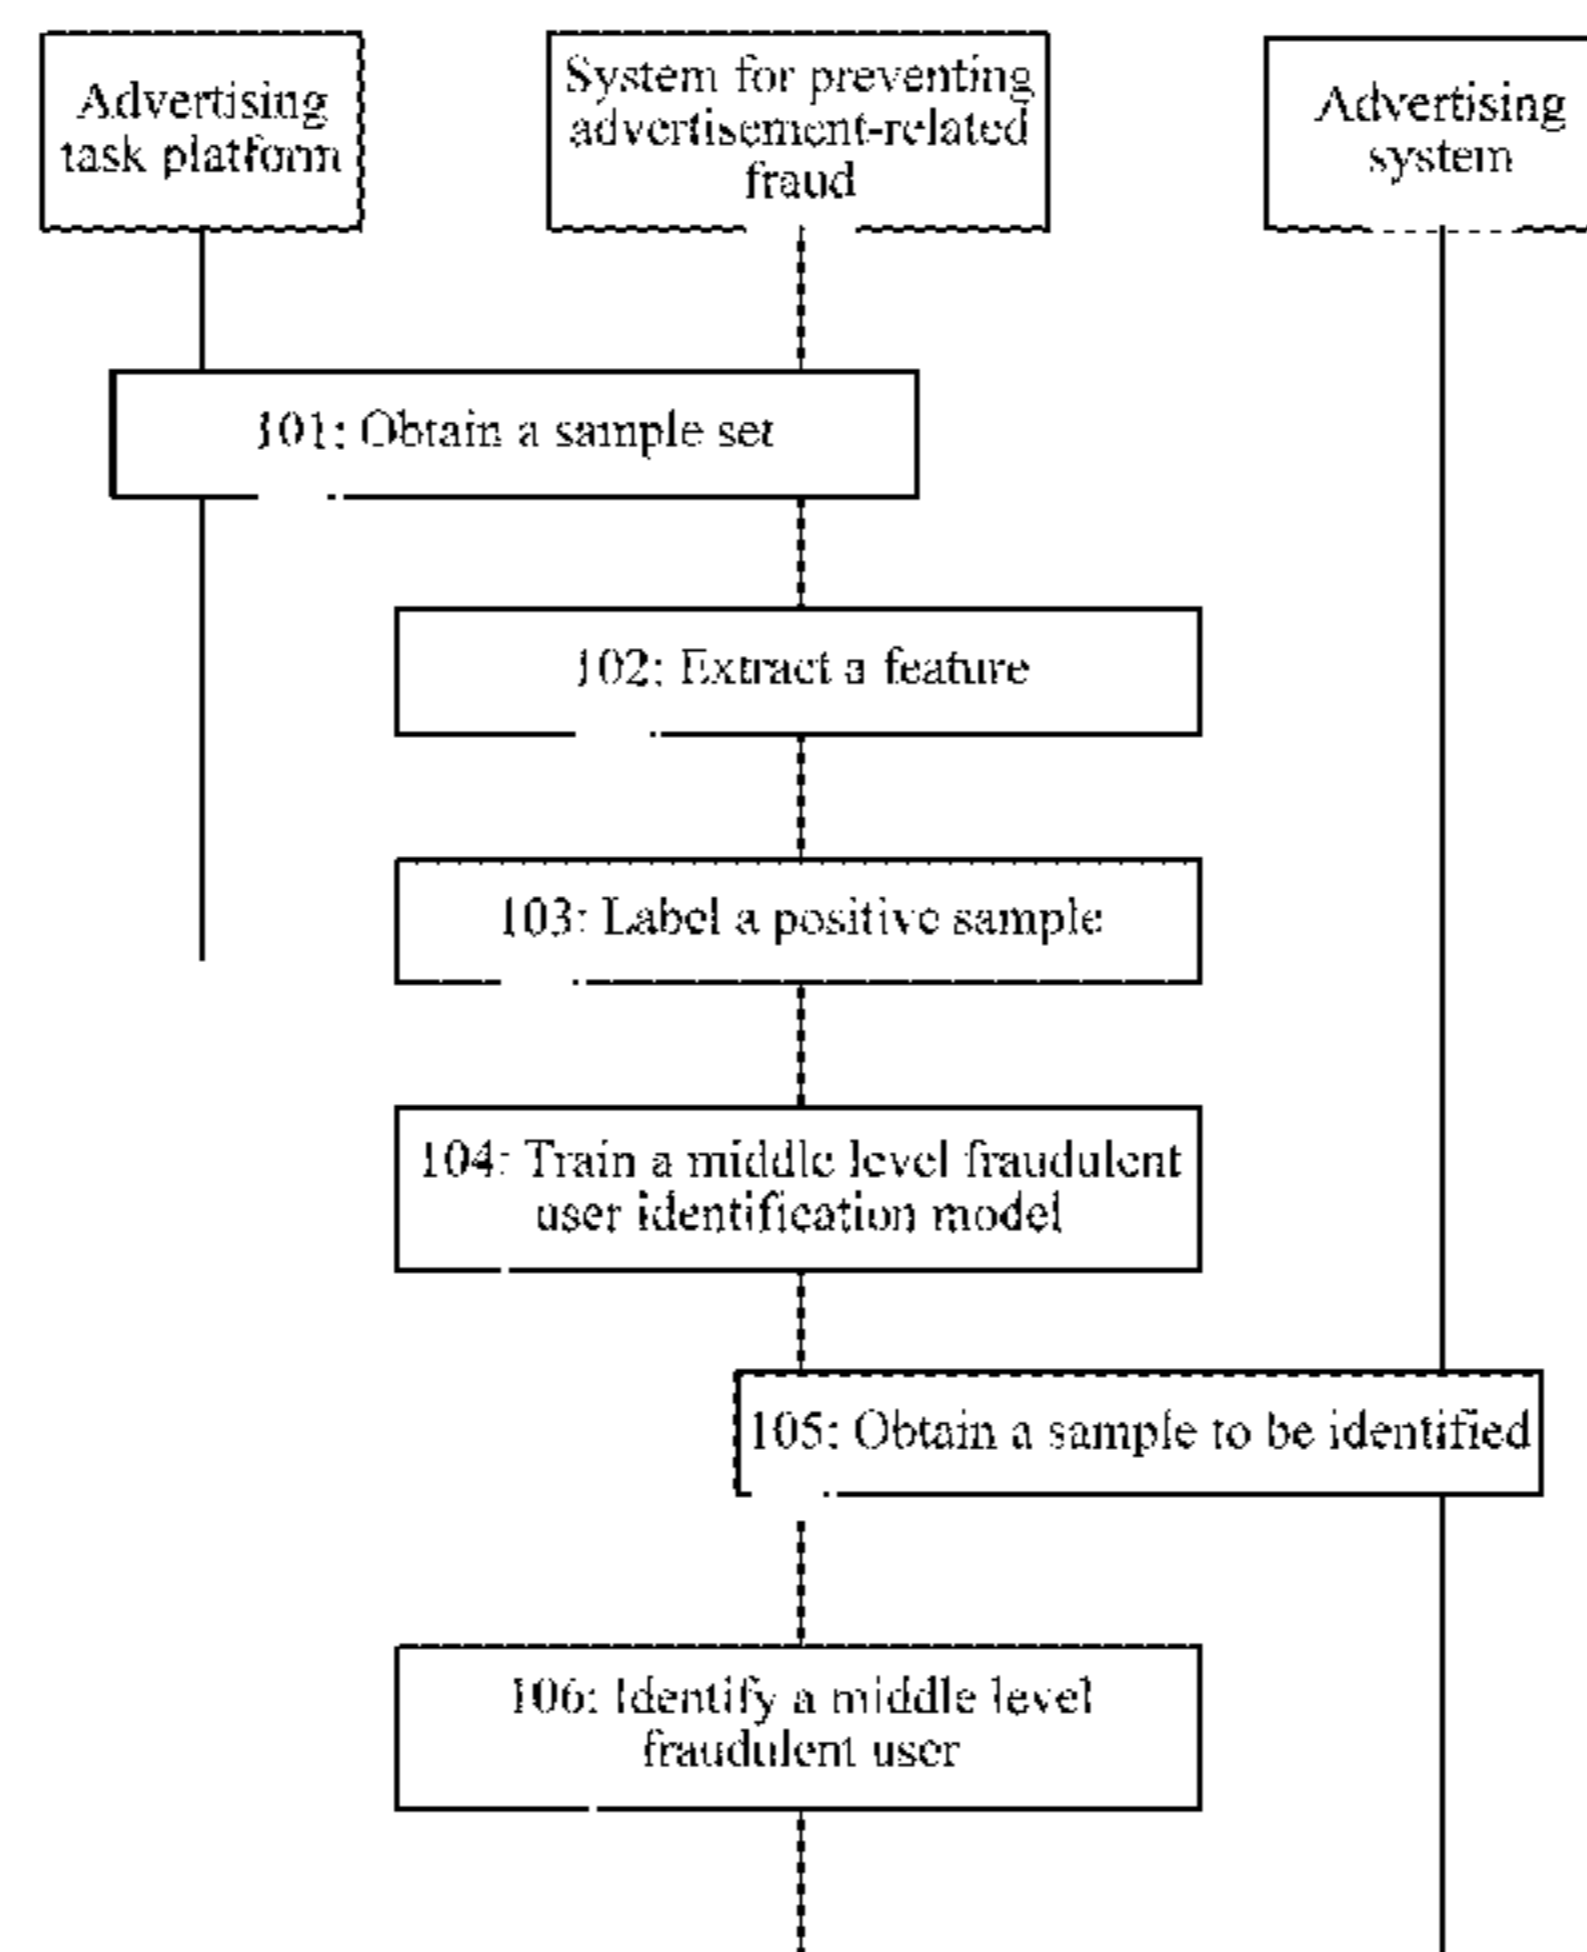 Advertising
task platform
System for preventing
advertisement-related
fraud
Advertising
system
101: Obtain a sample set
102: Extract a feature
103: Label a positive sample
104: Train a middle level fraudulent
user identification model
105: Obtain a sample to be identified
106: Identify a middle level
fraudulent user